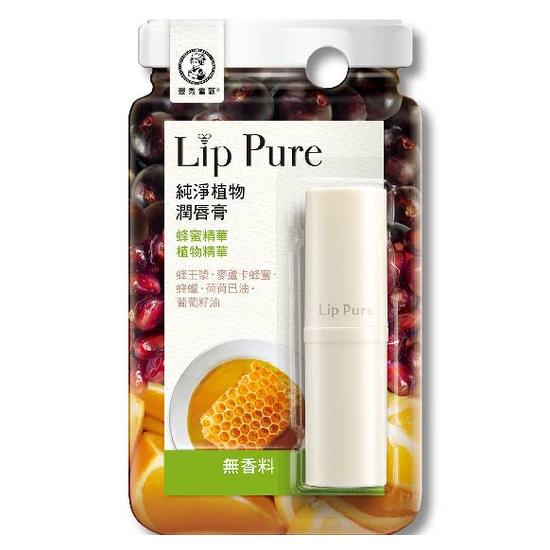 曼秀雷敦®
Lip Pure
純淨植物
潤唇膏
蜂蜜精華
植物精華
蜂王漿・麥蘆卡蜂蜜・
蜂蠟・荷荷巴油・
葡萄籽油
Lip Pure
無香料